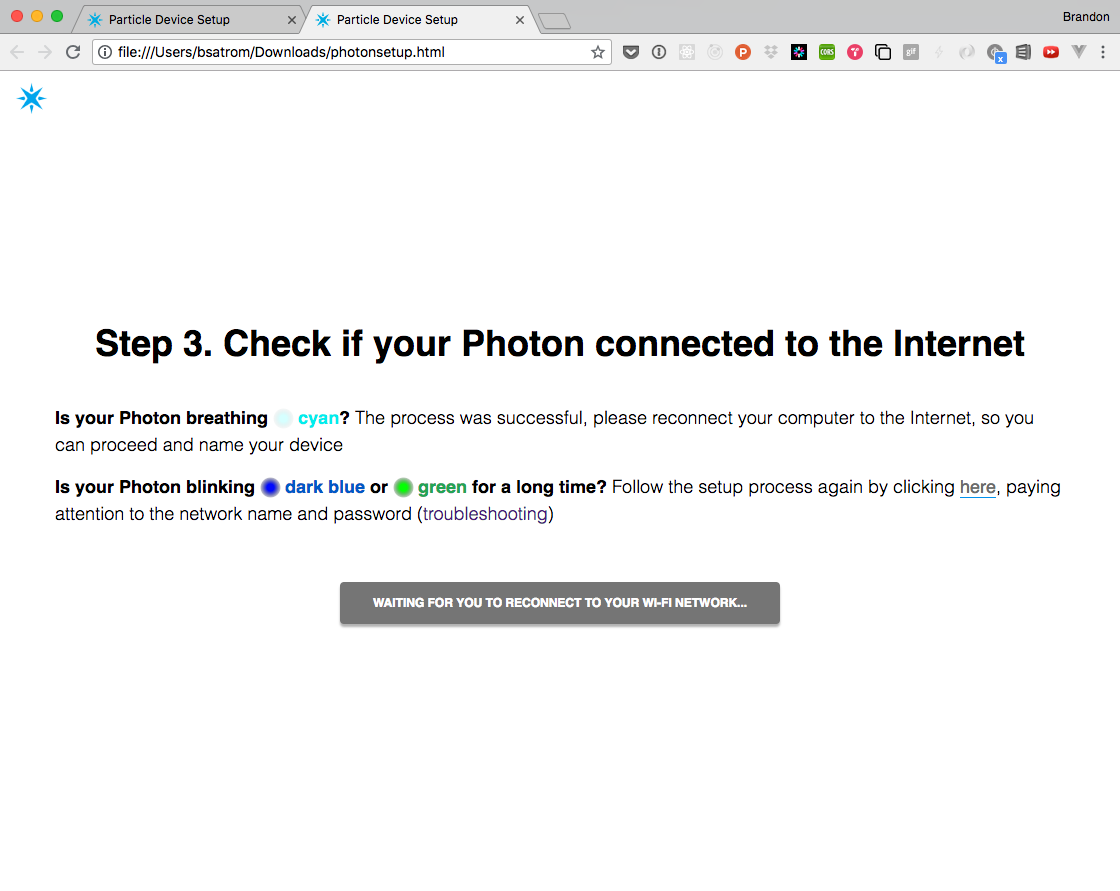 Particle Device Setup
Particle Device Setup
Brandon
file:///Users/bsatrom/Downloads/photonsetup.html
P
CORS
gif
x
Step 3. Check if your Photon connected to the Internet
Is your Photon breathing cyan? The process was successful, please reconnect your computer to the Internet, so you
can proceed and name your device
Is your Photon blinking dark blue or green for a long time? Follow the setup process again by clicking here, paying
attention to the network name and password (troubleshooting)
WAITING FOR YOU TO RECONNECT TO YOUR WI-FI NETWORK...